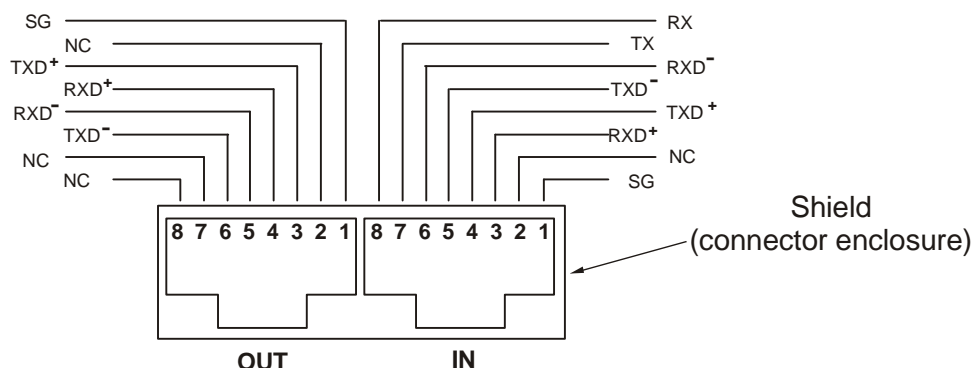 SG
NC
TXD+
RXD+
RXD-
TXD-
NC
NC
RX
TX
RXD-
TXD-
TXD+
RXD+
NC
SG
Shield
(connector enclosure)
8 7 6 5 4 3 2 1
8 7 6 5 4 3 2 1
OUT
IN